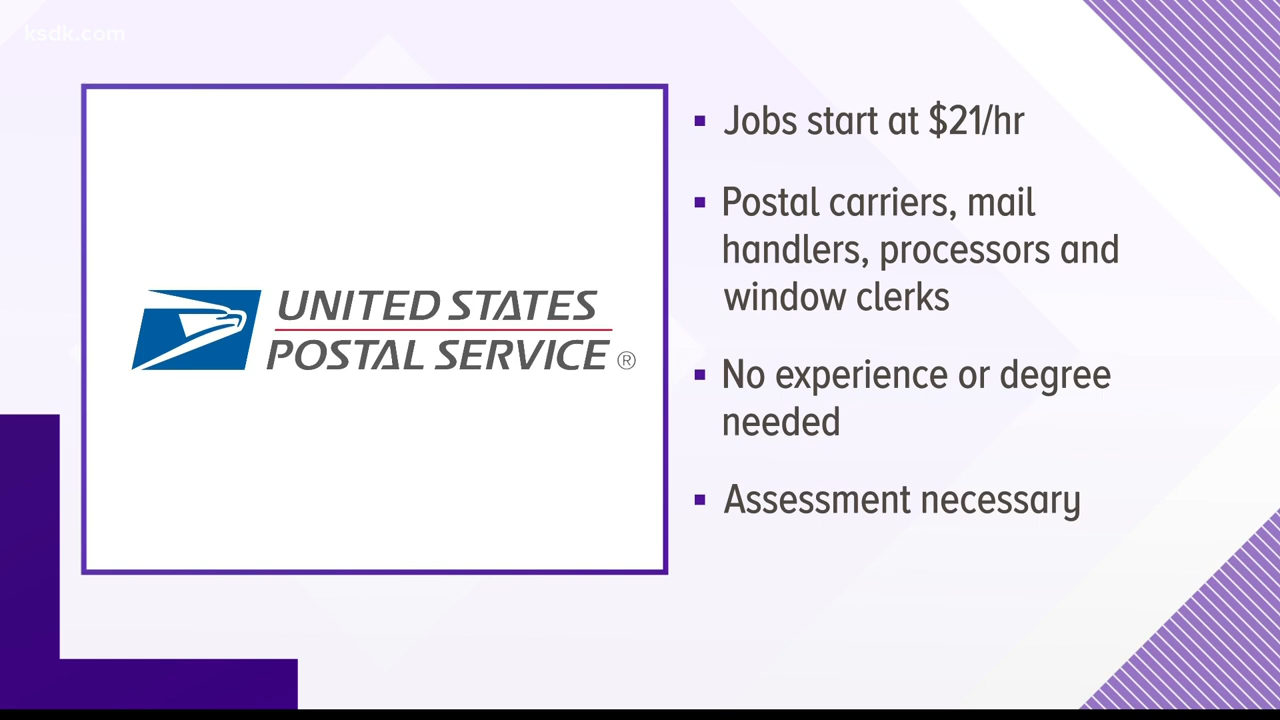 ksdk.com
UNITED STATES
POSTAL SERVICE ®
▪ Jobs start at $21/hr
▪ Postal carriers, mail
handlers, processors and
window clerks
▪ No experience or degree
needed
▪ Assessment necessary